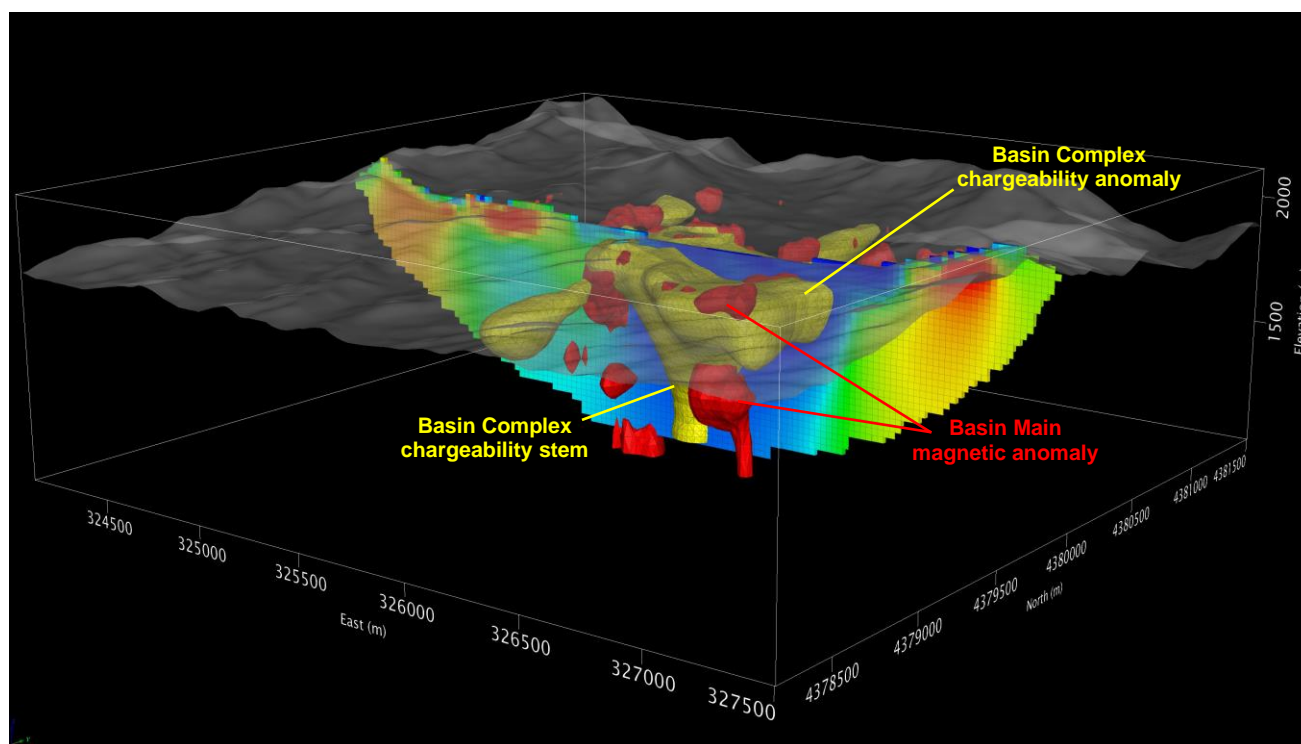 Basin Complex
chargeability anomaly
2000
1500
Basin Complex
chargeability stem
Basin Main
magnetic anomaly
324500
325000
325500
326000
326500
327000
327500
East (m)
4378500
4379000
4379500
4380000
4380500
4381000
4381500
North (m)